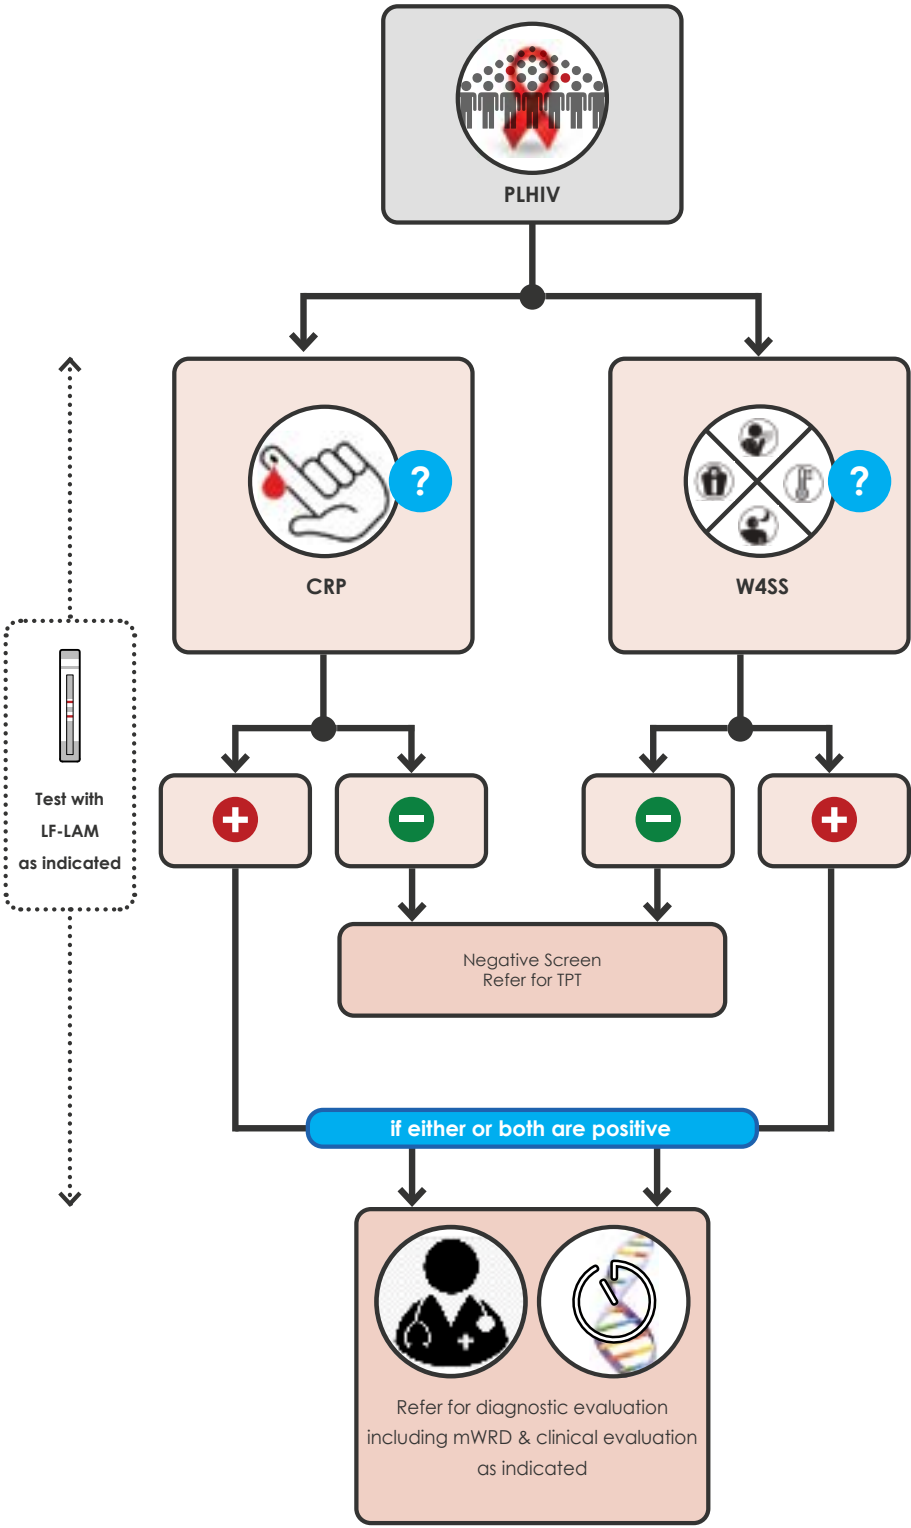 PLHIV
?
CRP
?
W4SS
Test with
LF-LAM
as indicated
Negative Screen
Refer for TPT
if either or both are positive
Refer for diagnostic evaluation
including mWRD & clinical evaluation
as indicated